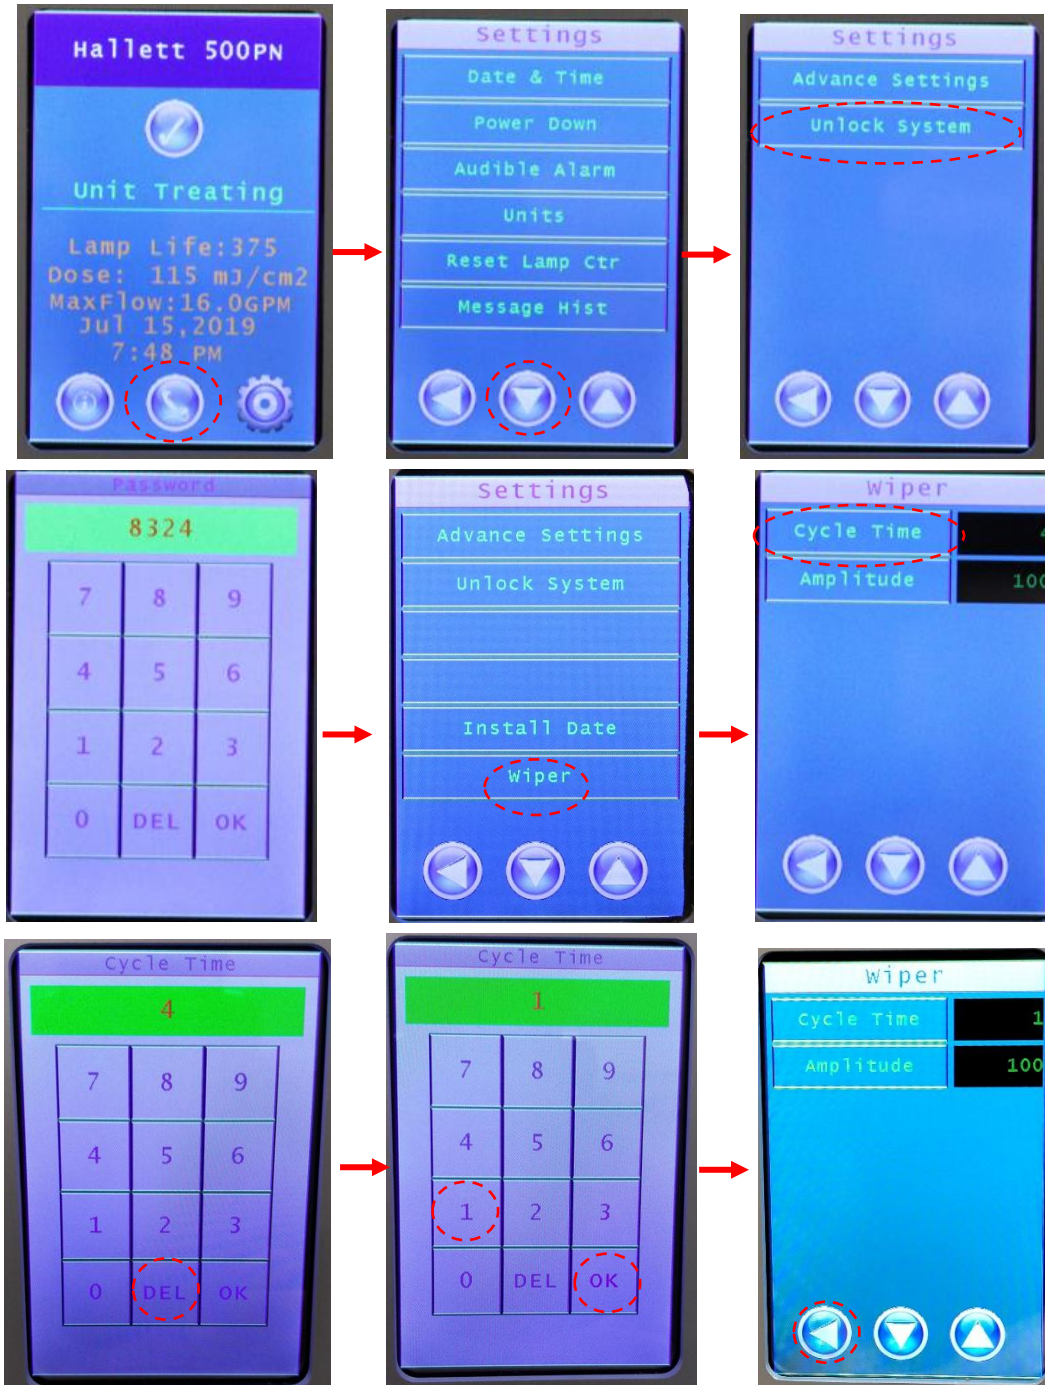 Hallett 500PN
Unit Treating
Lamp Life:375
Dose: 115 mJ/cm2
MaxFlow:16.0GPM
Jul 15,2019
7:48 PM
Settings
Date & Time
Power Down
Audible Alarm
Units
Reset Lamp Ctr
Message Hist
Settings
Advance Settings
Unlock System
Password
8324
7 8 9
4 5 6
1 2 3
0 DEL OK
Settings
Advance Settings
Unlock System
Install Date
Wiper
Wiper
Cycle Time 4
Amplitude 100
Cycle Time
4
7 8 9
4 5 6
1 2 3
0 DEL OK
Cycle Time
1
7 8 9
4 5 6
1 2 3
0 DEL OK
Wiper
Cycle Time 1
Amplitude 100